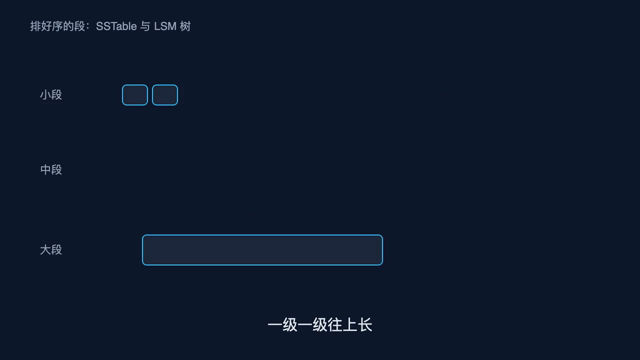 排好序的段：SSTable 与 LSM 树
小段
中段
大段
一级一级往上长